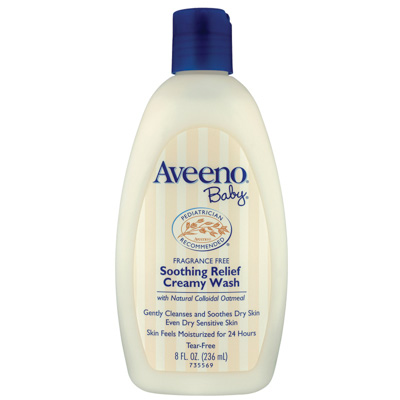 Aveeno®
Baby®
PEDIATRICIAN
RECOMMENDED
FRAGRANCE FREE
Soothing Relief
Creamy Wash
with Natural Colloidal Oatmeal
Gently Cleanses and Soothes Dry Skin
Even Dry Sensitive Skin
Skin Feels Moisturized for 24 Hours
Tear-Free
8 FL. OZ. (236 mL)
735569